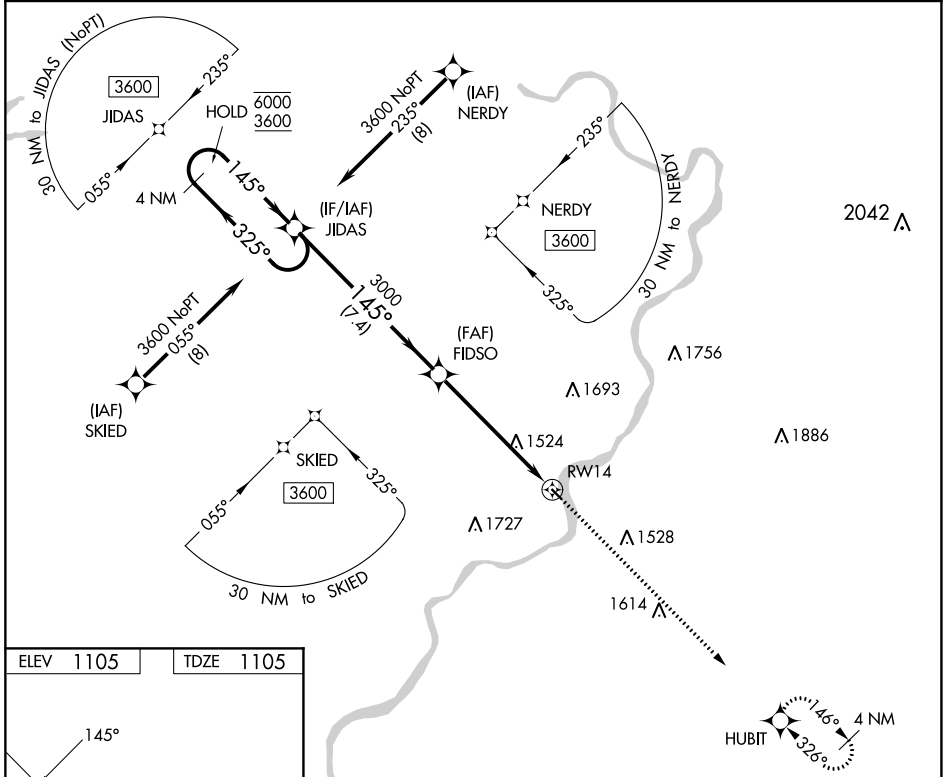 30 NM to JIDAS (NoPT)
3600
JIDAS
235°
055°
HOLD 6000
3600
4 NM
145°
325°
(IF/IAF)
JIDAS
3600 NoPT
235°
(8)
(IAF)
NERDY
235°
NERDY
3600
325°
30 NM to NERDY
2042
3600 NoPT
055°
(8)
(IAF)
SKIED
3000
145°
(7.4)
(FAF)
FIDSO
1756
1693
1524
1886
RW14
SKIED
3600
055°
325°
30 NM to SKIED
1727
1528
1614
ELEV 1105
TDZE 1105
145°
HUBIT
146°
326°
4 NM